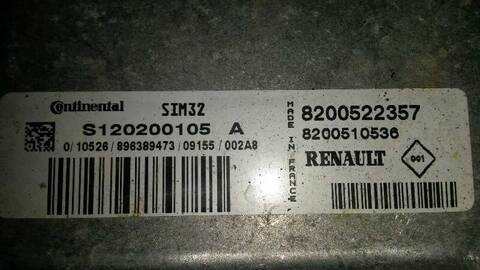 Continental SIM32
S120200105 A
0/10526/896389473/09155/002A8
MADE IN FRANCE
8200522357
8200510536
RENAULT
001